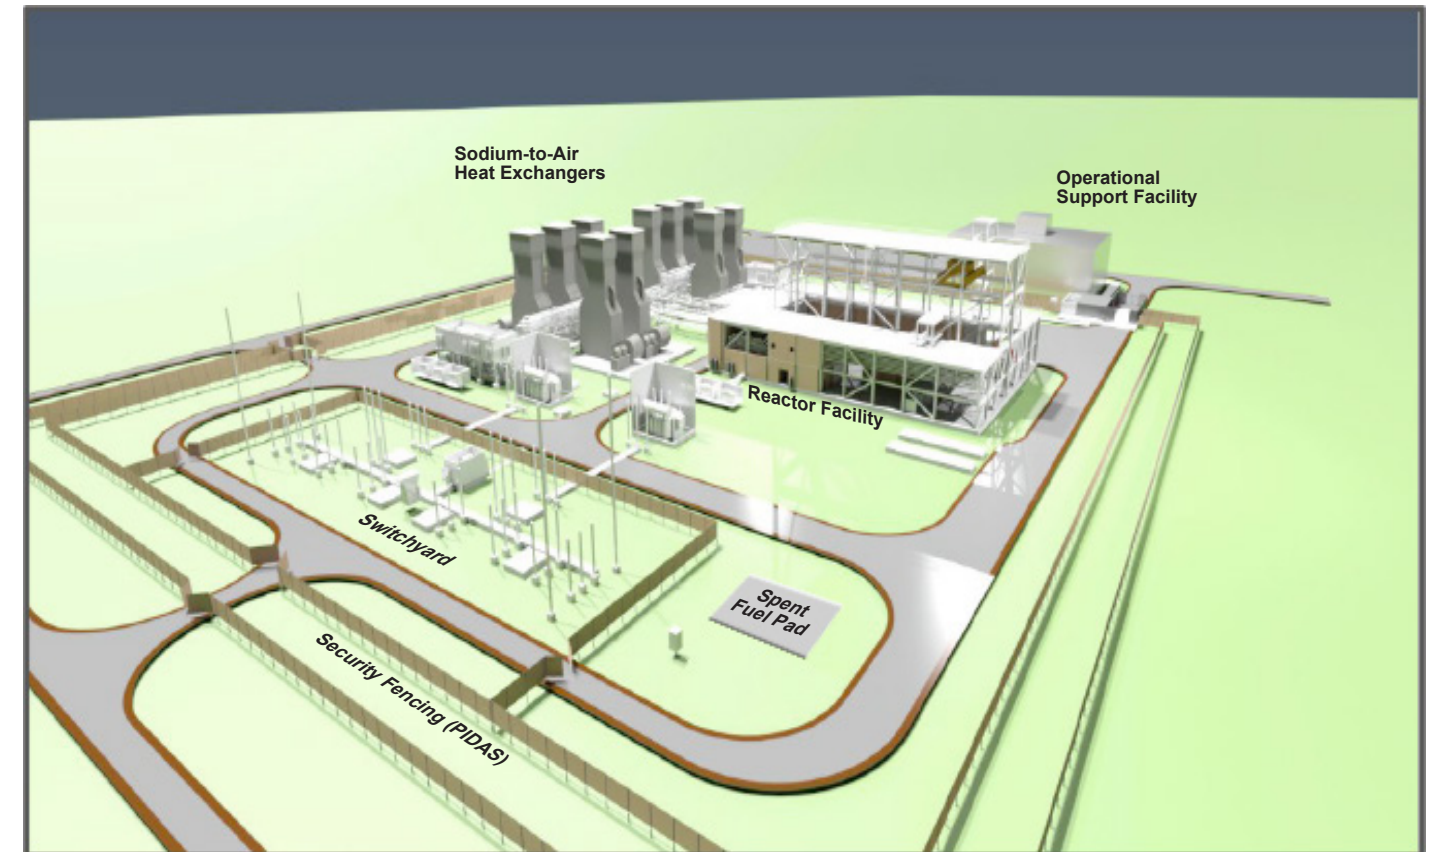 Sodium-to-Air
Heat Exchangers
Operational
Support Facility
Reactor Facility
Switchyard
Spent
Fuel Pad
Security Fencing (PIDAS)